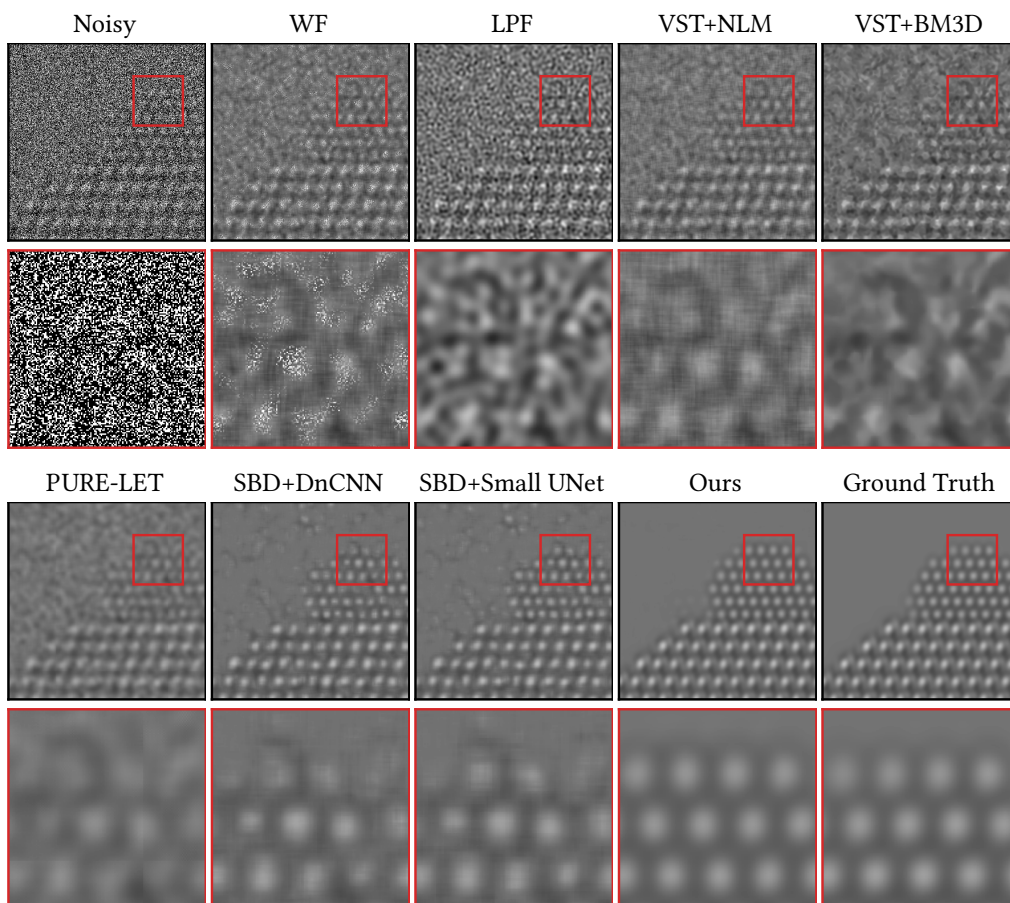 Noisy WF LPF VST+NLM VST+BM3D
PURE-LET SBD+DnCNN SBD+Small UNet Ours Ground Truth